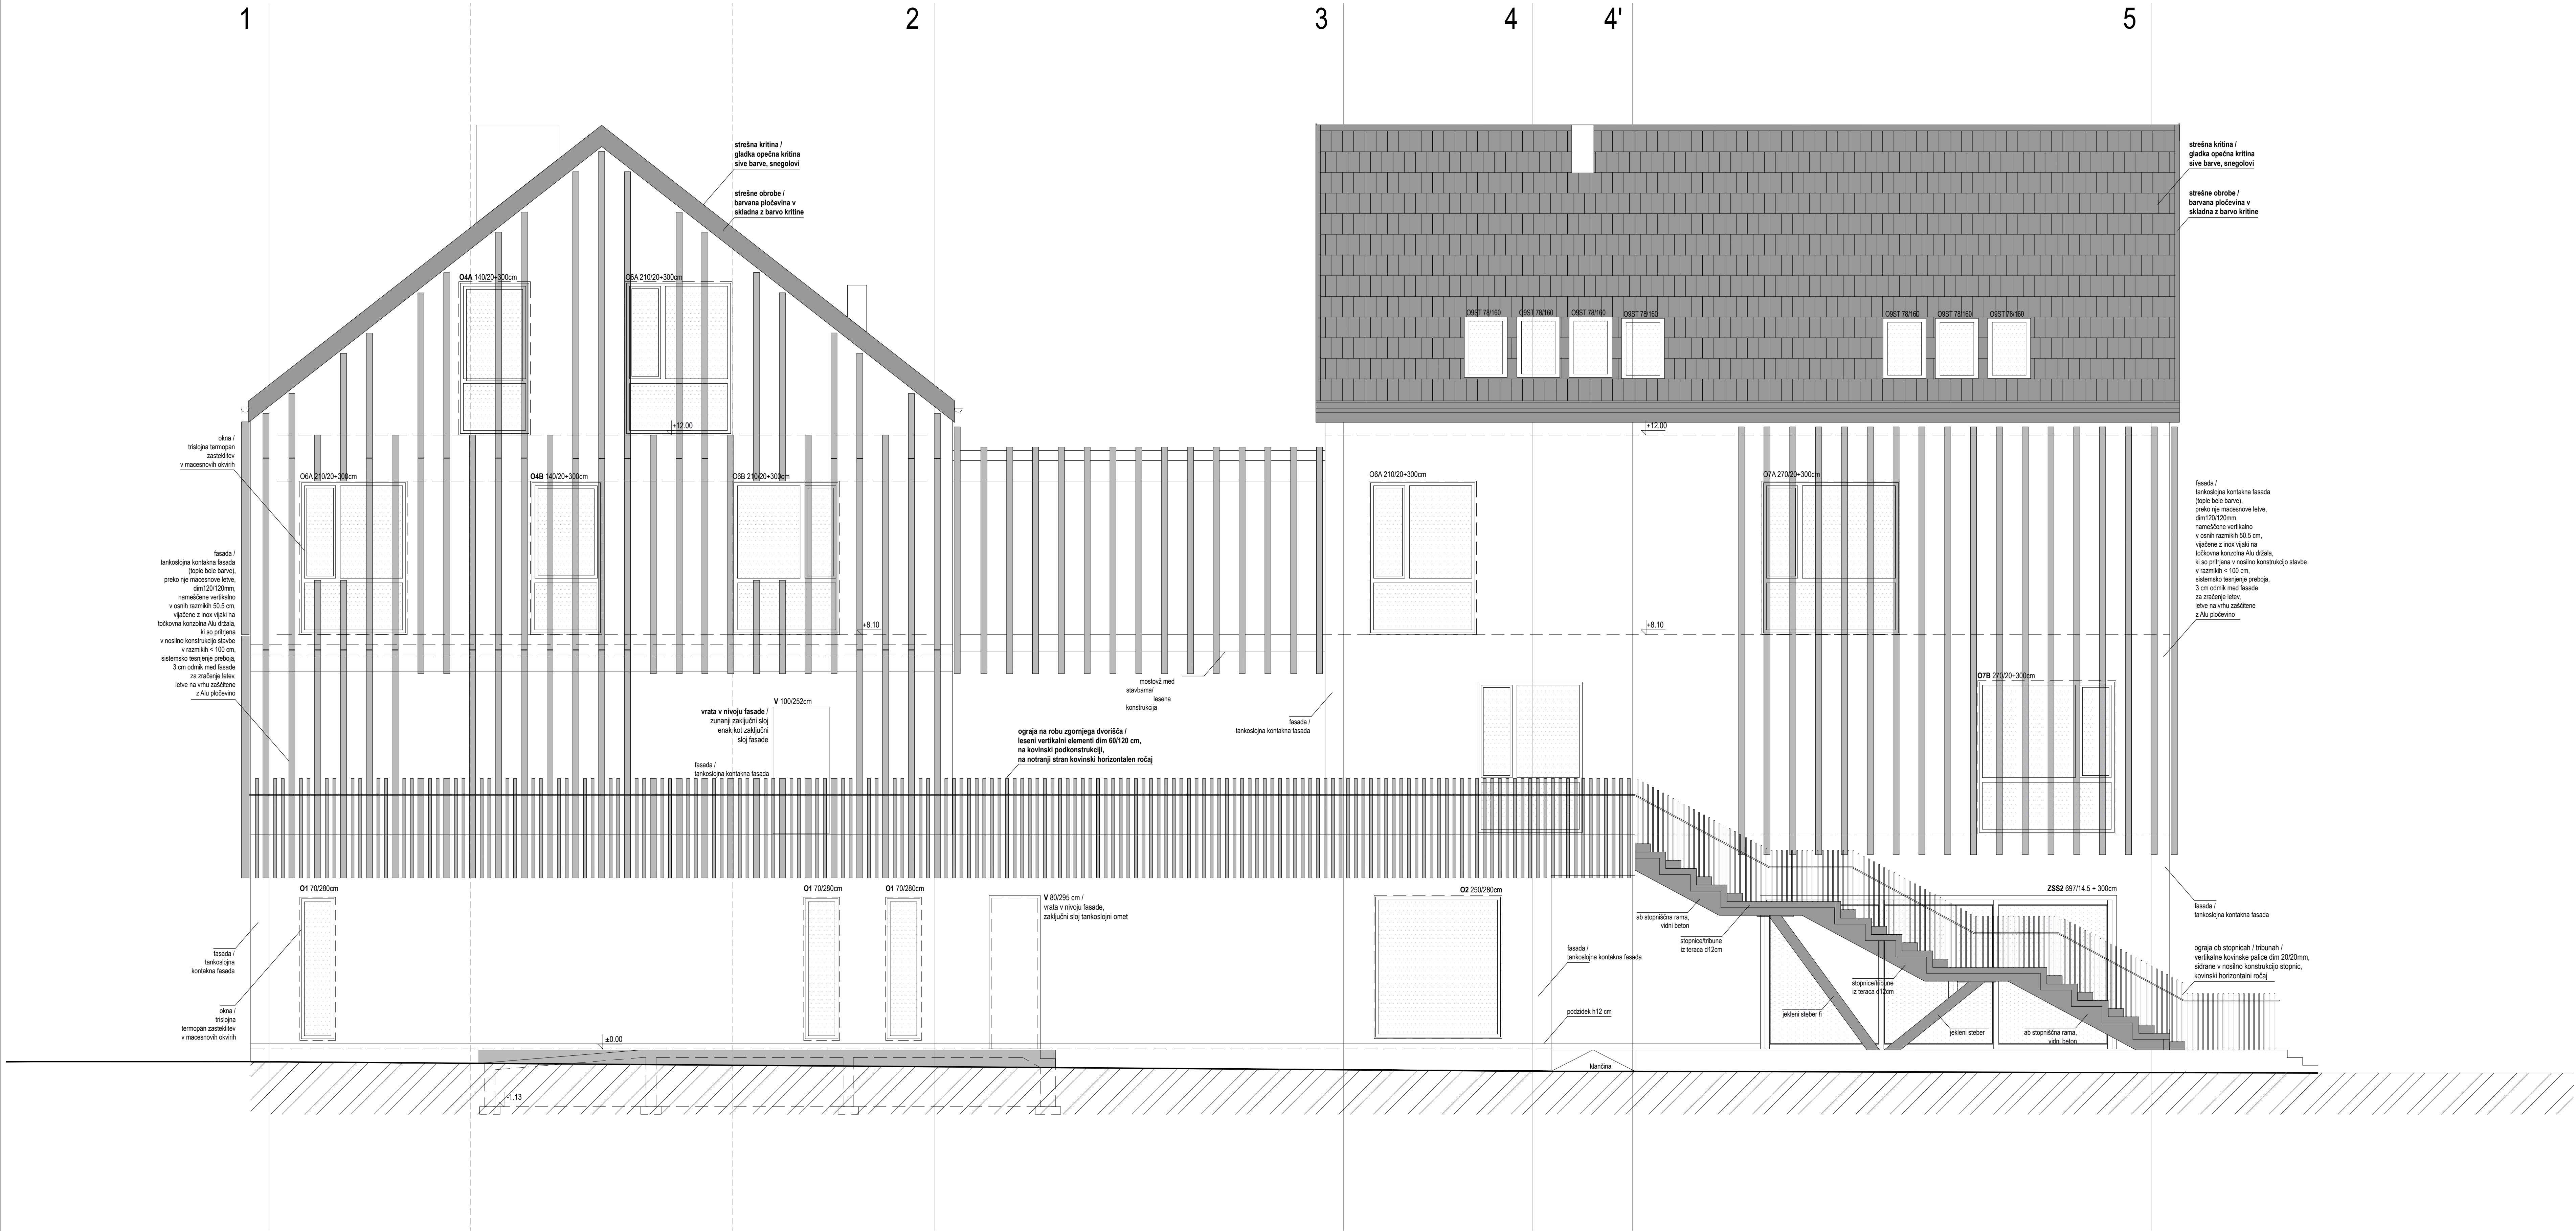 1
2
3
4
4'
5
strešna kritina /
gladka opečna kritina
sive barve, snegolovi
strešne obrobe /
barvana pločevina v
skladna z barvo kritine
strešna kritina /
gladka opečna kritina
sive barve, snegolovi
strešne obrobe /
barvana pločevina v
skladna z barvo kritine
O4A 140/20+300cm
O6A 210/20+300cm
O9ST 78/160
O9ST 78/160
O9ST 78/160
O9ST 78/160
O9ST 78/160
O9ST 78/160
O9ST 78/160
+12.00
+12.00
okna /
trislojna termopan
zasteklitev
v macesnovih okvirih
O6A 210/20+300cm
O4B 140/20+300cm
O6B 210/20+300cm
O6A 210/20+300cm
O7A 270/20+300cm
fasada /
tankoslojna kontakna fasada
(tople bele barve),
preko nje macesnove letve,
dim120/120mm,
nameščene vertikalno
v osnih razmikih 50.5 cm,
vijačene z inox vijaki na
točkovna konzolna Alu držala,
ki so pritrjena v nosilno konstrukcijo stavbe
v razmikih < 100 cm,
sistemsko tesnjenje preboja,
3 cm odmik med fasade
za zračenje letev,
letve na vrhu zaščitene
z Alu pločevino
fasada /
tankoslojna kontakna fasada
(tople bele barve),
preko nje macesnove letve,
dim120/120mm,
nameščene vertikalno
v osnih razmikih 50.5 cm,
vijačene z inox vijaki na
točkovna konzolna Alu držala,
ki so pritrjena
v nosilno konstrukcijo stavbe
v razmikih < 100 cm,
sistemsko tesnjenje preboja,
3 cm odmik med fasade
za zračenje letev,
letve na vrhu zaščitene
z Alu pločevino
+8.10
+8.10
mostovž med
stavbama/
lesena
konstrukcija
O7B 270/20+300cm
V 100/252cm
vrata v nivoju fasade /
zunanji zaključni sloj
enak kot zaključni
sloj fasade
fasada /
tankoslojna kontakna fasada
ograja na robu zgornjega dvorišča /
leseni vertikalni elementi dim 60/120 cm,
na kovinski podkonstrukciji,
na notranji stran kovinski horizontalen ročaj
fasada /
tankoslojna kontakna fasada
O1 70/280cm
O1 70/280cm
O1 70/280cm
V 80/295 cm /
vrata v nivoju fasade,
zaključni sloj tankoslojni omet
O2 250/280cm
ZSS2 697/14.5 + 300cm
ab stopniščna rama,
vidni beton
stopnice/tribune
iz teraca d12cm
fasada /
tankoslojna kontakna fasada
fasada /
tankoslojna kontakna fasada
ograja ob stopnicah / tribunah /
vertikalne kovinske palice dim 20/20mm,
sidrane v nosilno konstrukcijo stopnic,
kovinski horizontalni ročaj
fasada /
tankoslojna
kontakna fasada
stopnice/tribune
iz teraca d12cm
okna /
trislojna
termopan zasteklitev
v macesnovih okvirih
podzidek h12 cm
jekleni steber fi
jekleni steber
ab stopniščna rama,
vidni beton
±0.00
klančina
-1.13